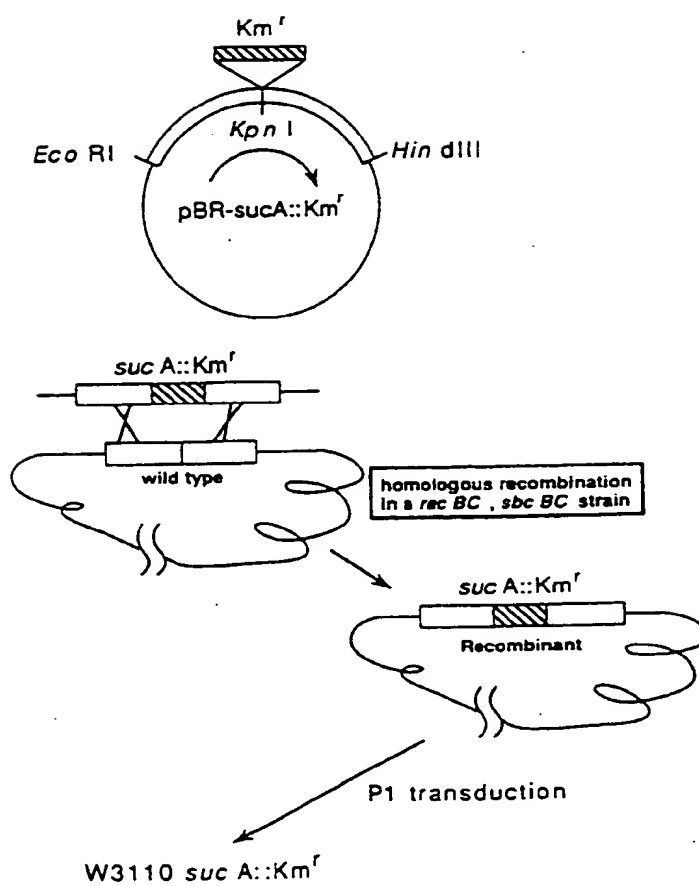 Km^r
Kpn I
Eco RI
Hin dIII
pBR-sucA::Km^r
suc A::Km^r
wild type
homologous recombination
in a rec BC , sbc BC strain
suc A::Km^r
Recombinant
P1 transduction
W3110 suc A::Km^r